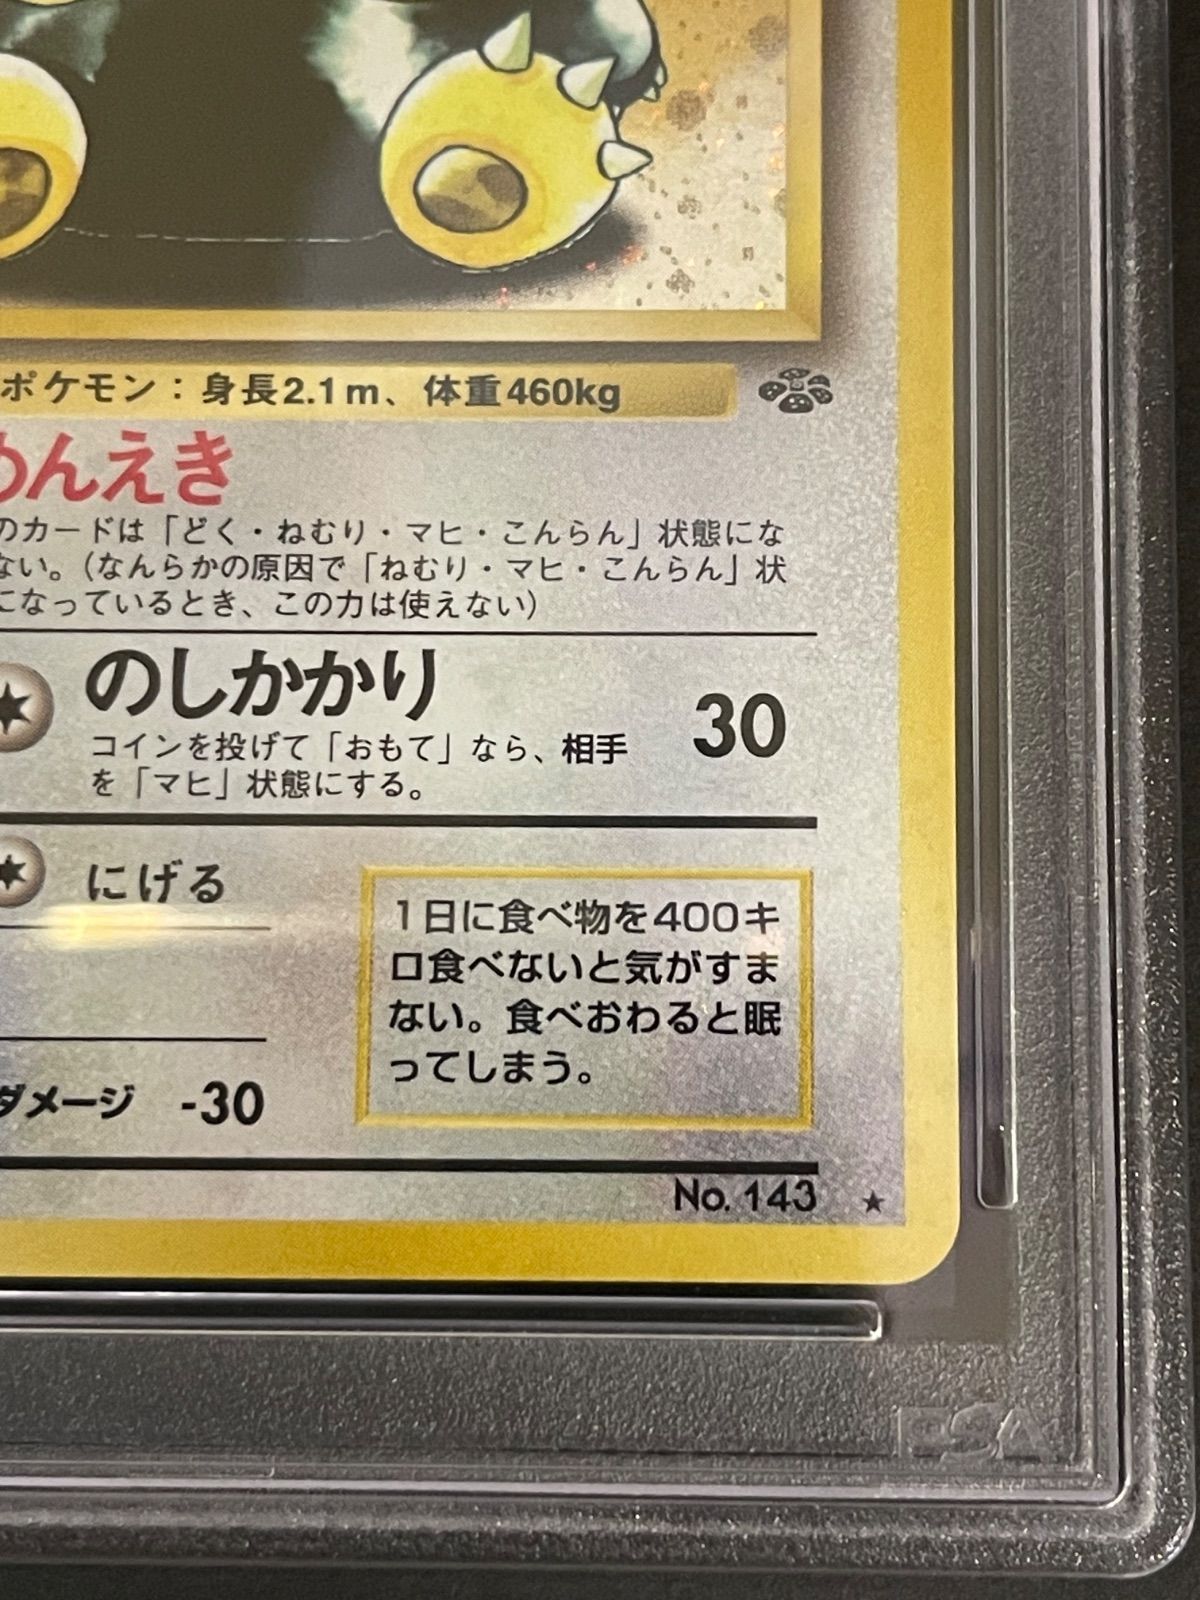 ポケモン：身長2.1m、体重460kg
めんえき
のカードは「どく・ねむり・マヒ・こんらん」状態にな
ない。（なんらかの原因で「ねむり・マヒ・こんらん」状
になっているとき、この力は使えない）
のしかかり 30
コインを投げて「おもて」なら、相手
を「マヒ」状態にする。
にげる
1日に食べ物を400キ
ロ食べないと気がすま
ない。食べおわると眠
ってしまう。
ダメージ -30
No. 143 ★
PSA